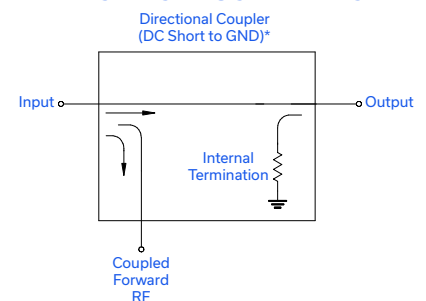 Directional Coupler
(DC Short to GND)*
Input
Output
Internal
Termination
Coupled
Forward
RF